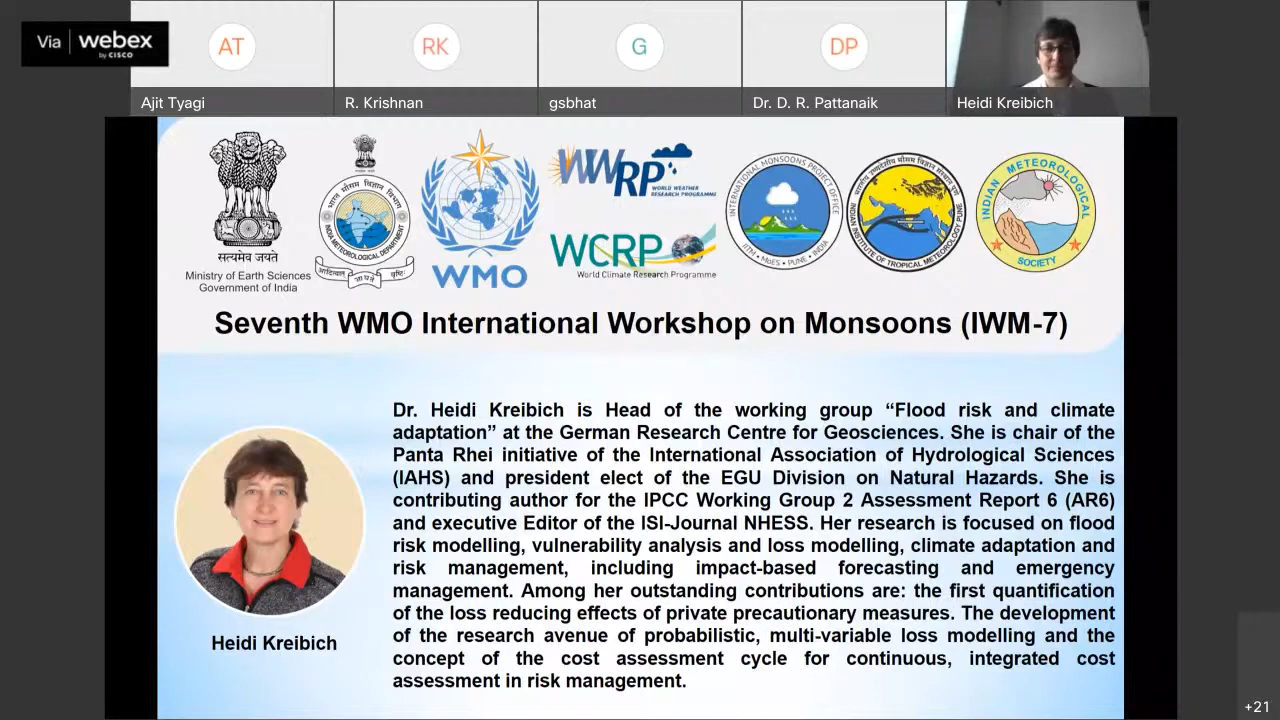 Via webex
by CISCO
AT
RK
G
DP
Ajit Tyagi
R. Krishnan
gsbhat
Dr. D. R. Pattanaik
Heidi Kreibich
सत्यमेव जयते
Ministry of Earth Sciences
Government of India
भारत मौसम विज्ञान विभाग
INDIA METEOROLOGICAL DEPARTMENT
WMO
WWRP
WORLD WEATHER
RESEARCH PROGRAMME
WCRP
World Climate Research Programme
INTERNATIONAL MONSOONS PROJECT OFFICE
IITM • MoES • PUNE • INDIA
INDIAN INSTITUTE OF TROPICAL METEOROLOGY PUNE
INDIAN METEOROLOGICAL
SOCIETY
Seventh WMO International Workshop on Monsoons (IWM-7)
Dr. Heidi Kreibich is Head of the working group “Flood risk and climate
adaptation” at the German Research Centre for Geosciences. She is chair of the
Panta Rhei initiative of the International Association of Hydrological Sciences
(IAHS) and president elect of the EGU Division on Natural Hazards. She is
contributing author for the IPCC Working Group 2 Assessment Report 6 (AR6)
and executive Editor of the ISI-Journal NHESS. Her research is focused on flood
risk modelling, vulnerability analysis and loss modelling, climate adaptation and
risk management, including impact-based forecasting and emergency
management. Among her outstanding contributions are: the first quantification
of the loss reducing effects of private precautionary measures. The development
of the research avenue of probabilistic, multi-variable loss modelling and the
concept of the cost assessment cycle for continuous, integrated cost
assessment in risk management.
Heidi Kreibich
+21